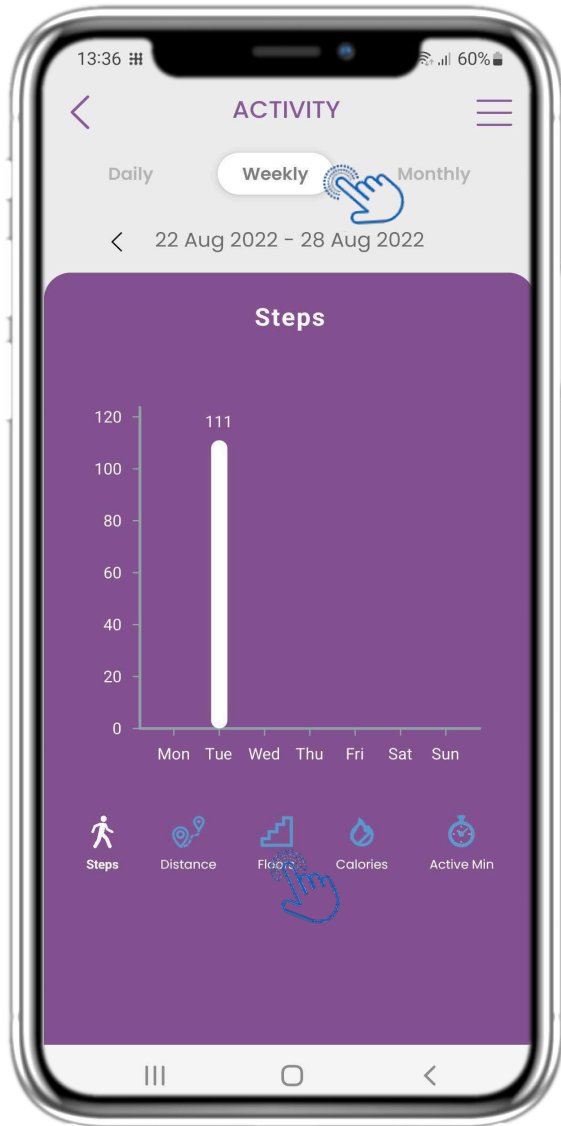 13:36 60%
ACTIVITY
Daily Weekly Monthly
22 Aug 2022 - 28 Aug 2022
Steps
120
111
100
80
60
40
20
0
Mon Tue Wed Thu Fri Sat Sun
Steps Distance Floors Calories Active Min